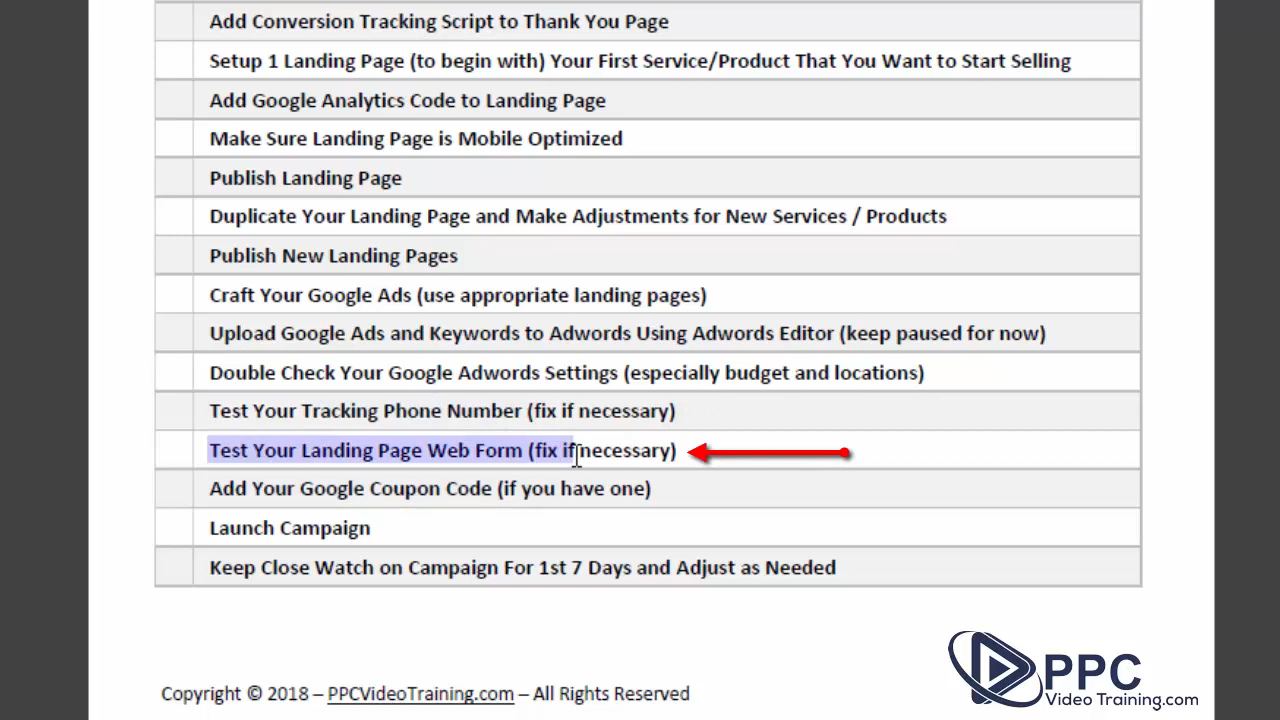 Add Conversion Tracking Script to Thank You Page
Setup 1 Landing Page (to begin with) Your First Service/Product That You Want to Start Selling
Add Google Analytics Code to Landing Page
Make Sure Landing Page is Mobile Optimized
Publish Landing Page
Duplicate Your Landing Page and Make Adjustments for New Services / Products
Publish New Landing Pages
Craft Your Google Ads (use appropriate landing pages)
Upload Google Ads and Keywords to Adwords Using Adwords Editor (keep paused for now)
Double Check Your Google Adwords Settings (especially budget and locations)
Test Your Tracking Phone Number (fix if necessary)
Test Your Landing Page Web Form (fix if necessary)
Add Your Google Coupon Code (if you have one)
Launch Campaign
Keep Close Watch on Campaign For 1st 7 Days and Adjust as Needed
Copyright © 2018 – PPCVideoTraining.com – All Rights Reserved
PPC
Video Training.com